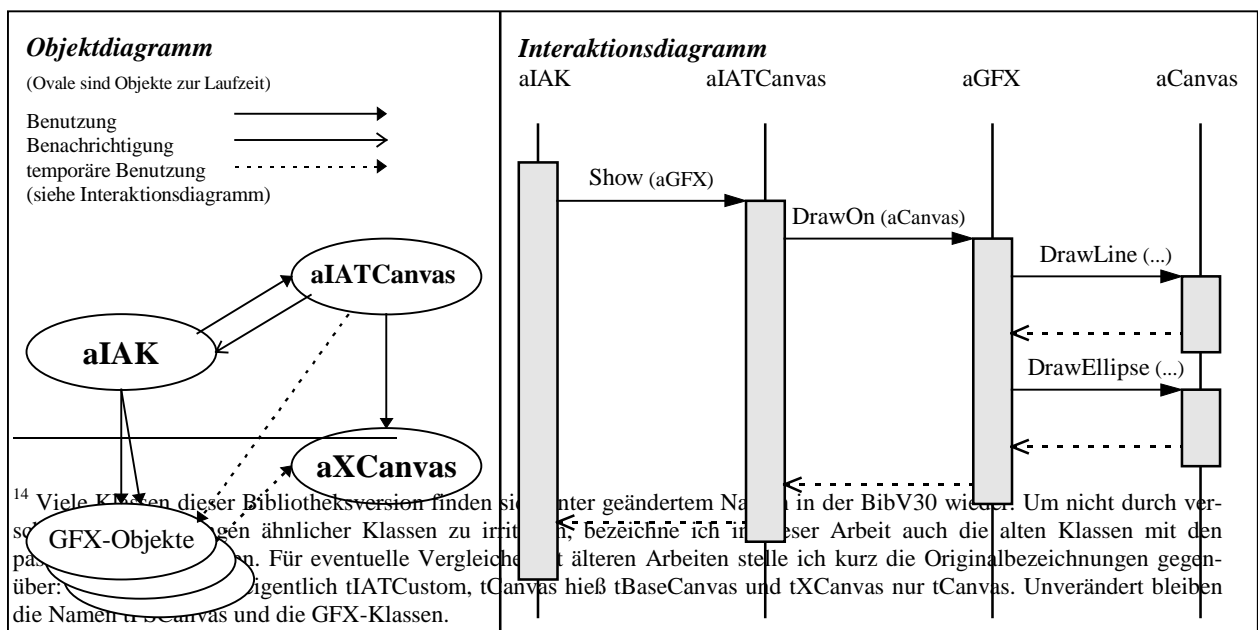 Objektdiagramm
(Ovale sind Objekte zur Laufzeit)
Benutzung
Benachrichtigung
temporäre Benutzung
(siehe Interaktionsdiagramm)
aIATCanvas
aIAK
aXCanvas
GFX-Objekte
Interaktionsdiagramm
aIAK aIATCanvas aGFX aCanvas
Show (aGFX)
DrawOn (aCanvas)
DrawLine (...)
DrawEllipse (...)
14 Viele Klassen dieser Bibliotheksversion finden sich unter geändertem Namen in der BibV30 wieder. Um nicht durch ver-
gen ähnlicher Klassen zu irritieren, bezeichne ich in dieser Arbeit auch die alten Klassen mit den
n. Für eventuelle Vergleiche mit älteren Arbeiten stelle ich kurz die Originalbezeichnungen gegen-
über: eigentlich tIATCustom, tCanvas hieß tBaseCanvas und tXCanvas nur tCanvas. Unverändert bleiben
die Namen tPSCanvas und die GFX-Klassen.